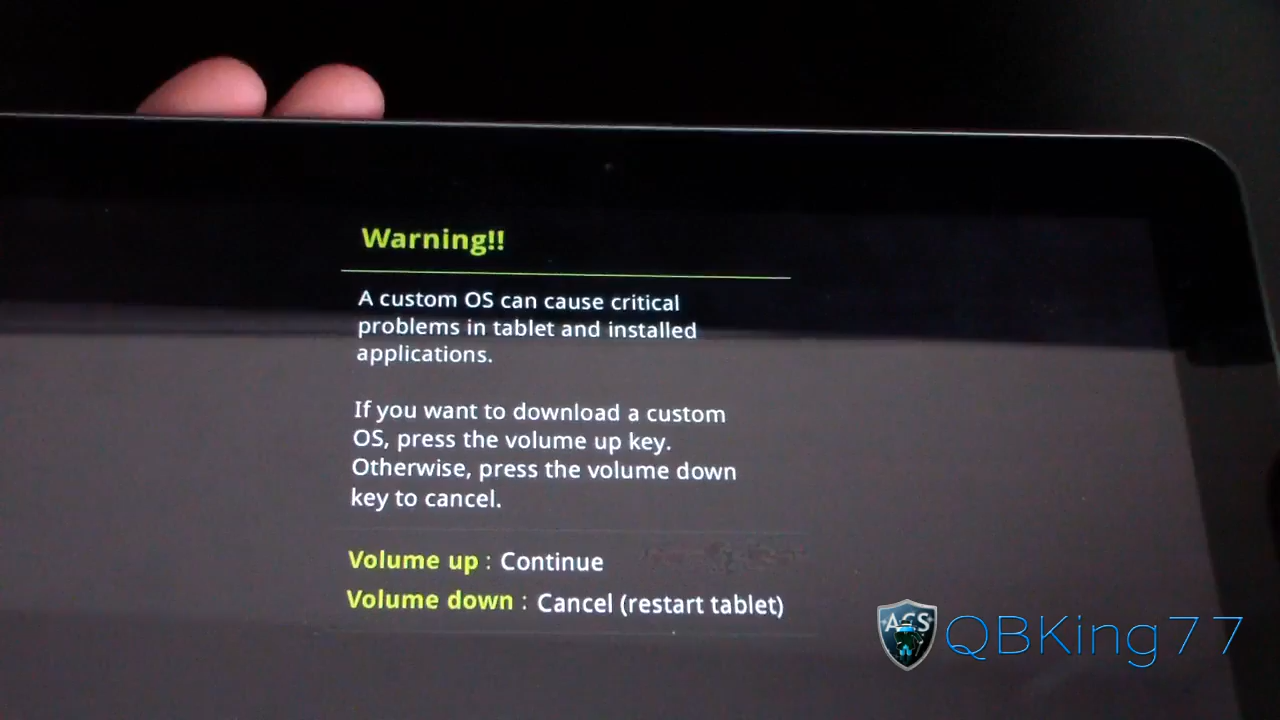 Warning!!
A custom OS can cause critical
problems in tablet and installed
applications.
If you want to download a custom
OS, press the volume up key.
Otherwise, press the volume down
key to cancel.
Volume up : Continue
Volume down : Cancel (restart tablet)
AGS QBKing77